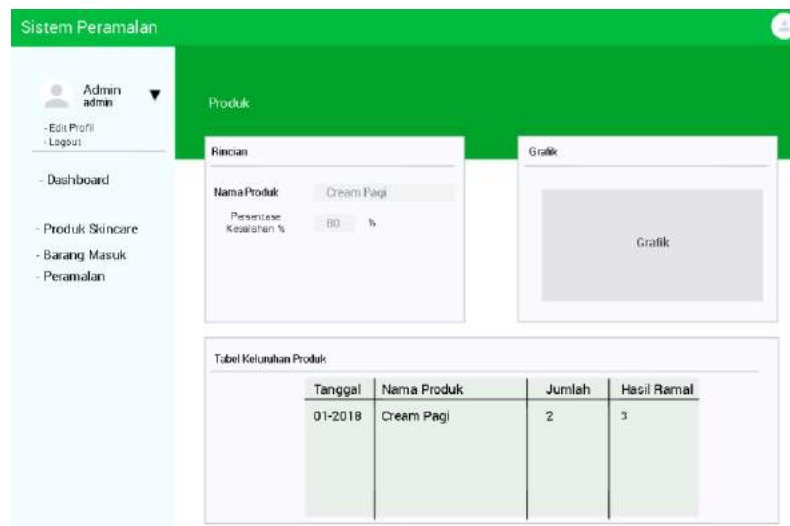 Sistem Peramalan
Admin
admin
- Edit Profil
- Logout
- Dashboard
- Produk Skincare
- Barang Masuk
- Peramalan
Produk
Rincian
Nama Produk Cream Pagi
Persentase
Kesalahan % 80 %
Grafik
Grafik
Tabel Keluruhan Produk
Tanggal Nama Produk Jumlah Hasil Ramal
01-2018 Cream Pagi 2 3